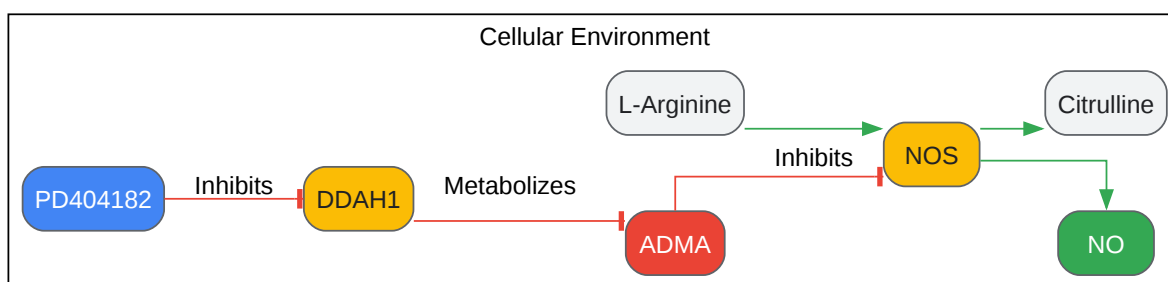 Cellular Environment
L-Arginine
Citrulline
Inhibits
NOS
PD404182
Inhibits
DDAH1
Metabolizes
ADMA
NO